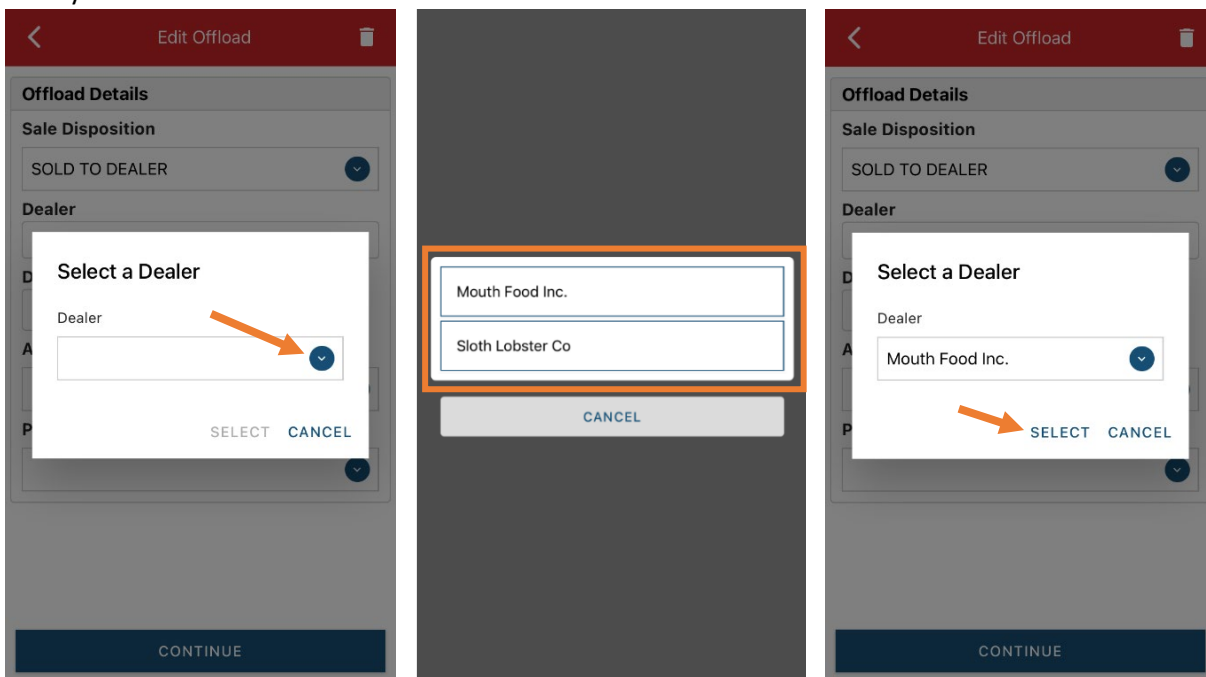 Edit Offload
Offload Details
Sale Disposition
SOLD TO DEALER
Dealer
D
Select a Dealer
Dealer
A
P
SELECT CANCEL
CONTINUE
Mouth Food Inc.
Sloth Lobster Co
CANCEL
Edit Offload
Offload Details
Sale Disposition
SOLD TO DEALER
Dealer
D
Select a Dealer
Dealer
A
Mouth Food Inc.
P
SELECT CANCEL
CONTINUE